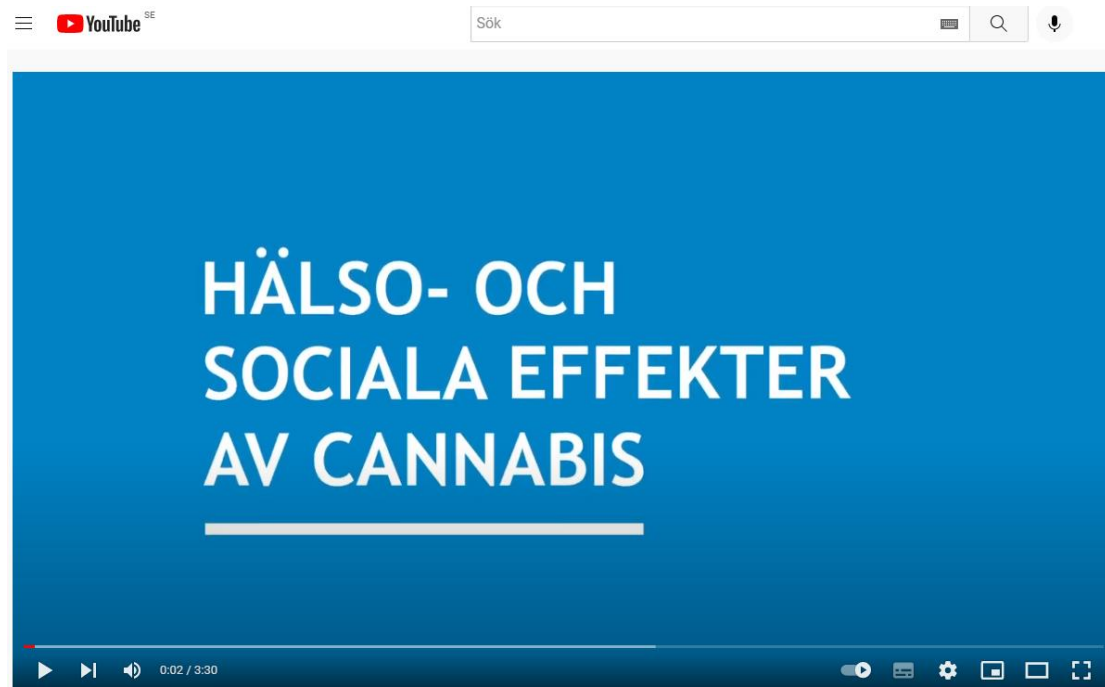 YouTube SE
Sök
HÄLSO- OCH
SOCIALA EFFEKTER
AV CANNABIS
0:02 / 3:30